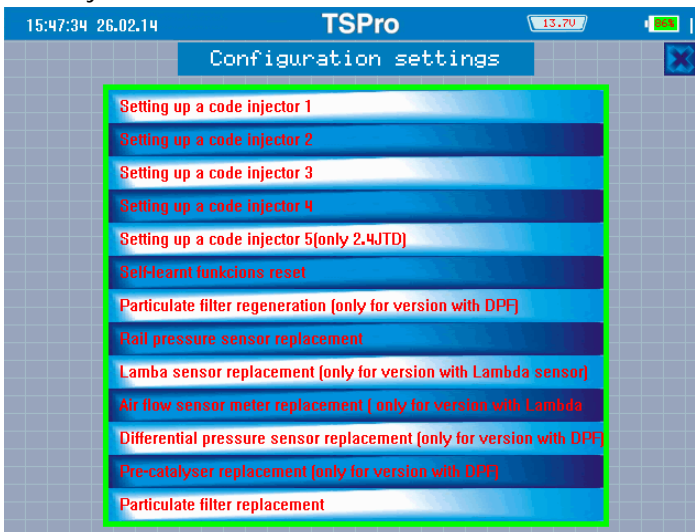 15:47:34 26.02.14 TSPro 13.7V 86%
Configuration settings
Setting up a code injector 1
Setting up a code injector 2
Setting up a code injector 3
Setting up a code injector 4
Setting up a code injector 5(only 2.4JTD)
Self-learnt funkcions reset
Particulate filter regeneration (only for version with DPF)
Rail pressure sensor replacement
Lamba sensor replacement (only for version with Lambda sensor)
Air flow sensor meter replacement ( only for version with Lambda
Differential pressure sensor replacement (only for version with DPF)
Pre-catalyser replacement (only for version with DPF)
Particulate filter replacement